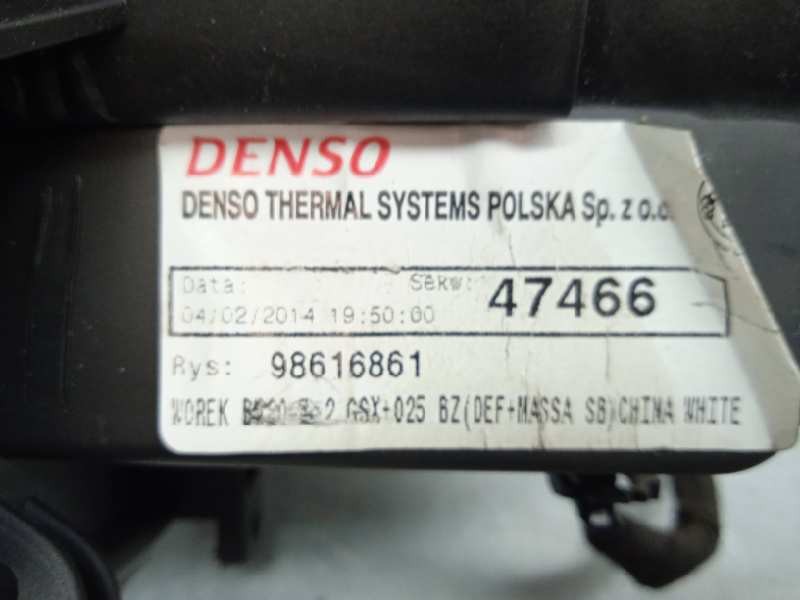 DENSO
DENSO THERMAL SYSTEMS POLSKA Sp. z o.o.
Data: Sekw: 47466
04/02/2014 19:50:00
Rys: 98616861
WOREK 2 GSX+025 BZ(DEF+MASSA SB)CHINA WHITE